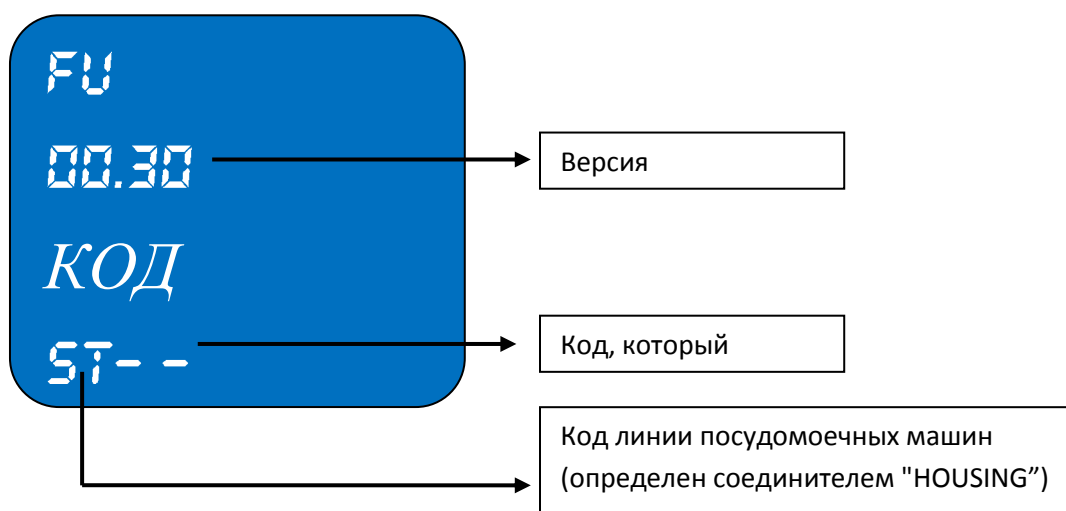 FU
00.30
Версия
КОД
ST--
Код, который
Код линии посудомоечных машин
(определен соединителем "HOUSING”)